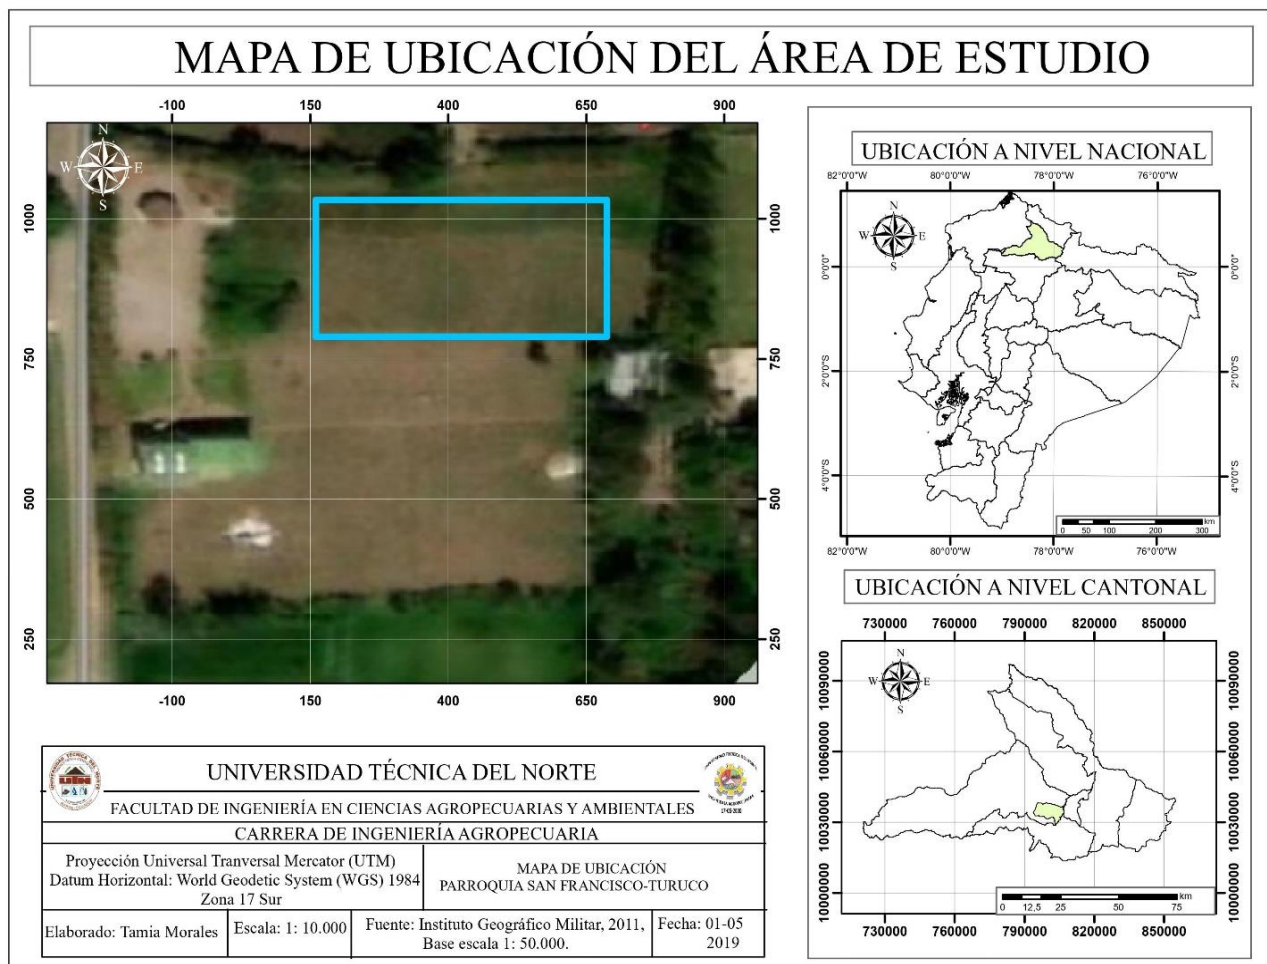 MAPA DE UBICACIÓN DEL ÁREA DE ESTUDIO
-100 150 400 650 900
N
W E
S
1000 1000
750 750
500 500
250 250
-100 150 400 650 900
UBICACIÓN A NIVEL NACIONAL
82°0'0"W 80°0'0"W 78°0'0"W 76°0'0"W
N
W E
S
0°0'0" 0°0'0"
2°0'0"S 2°0'0"S
4°0'0"S 4°0'0"S
km
0 50 100 200 300
82°0'0"W 80°0'0"W 78°0'0"W 76°0'0"W
UBICACIÓN A NIVEL CANTONAL
730000 760000 790000 820000 850000
N
W E
S
10090000 10090000
10060000 10060000
10030000 10030000
10000000 10000000
km
0 12,5 25 50 75
730000 760000 790000 820000 850000
UNIVERSIDAD TÉCNICA DEL NORTE
FACULTAD DE INGENIERÍA EN CIENCIAS AGROPECUARIAS Y AMBIENTALES
CARRERA DE INGENIERÍA AGROPECUARIA
Proyección Universal Tranversal Mercator (UTM)
Datum Horizontal: World Geodetic System (WGS) 1984
Zona 17 Sur
MAPA DE UBICACIÓN
PARROQUIA SAN FRANCISCO-TURUCO
Elaborado: Tamia Morales
Escala: 1: 10.000
Fuente: Instituto Geográfico Militar, 2011,
Base escala 1: 50.000.
Fecha: 01-05
2019